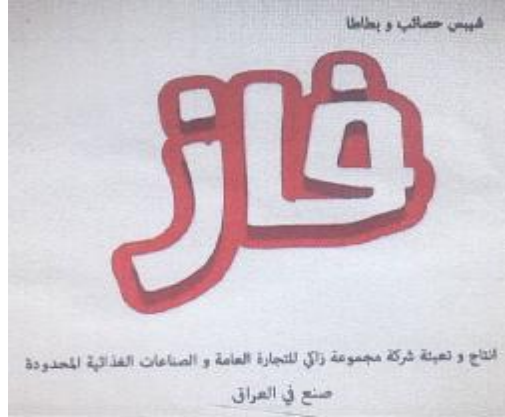 شيبس حصائب و بطاطا
فاز
انتاج و تعبئة شركة مجموعة زاكي للتجارة العامة و الصناعات الغذائية المحدودة
صنع في العراق